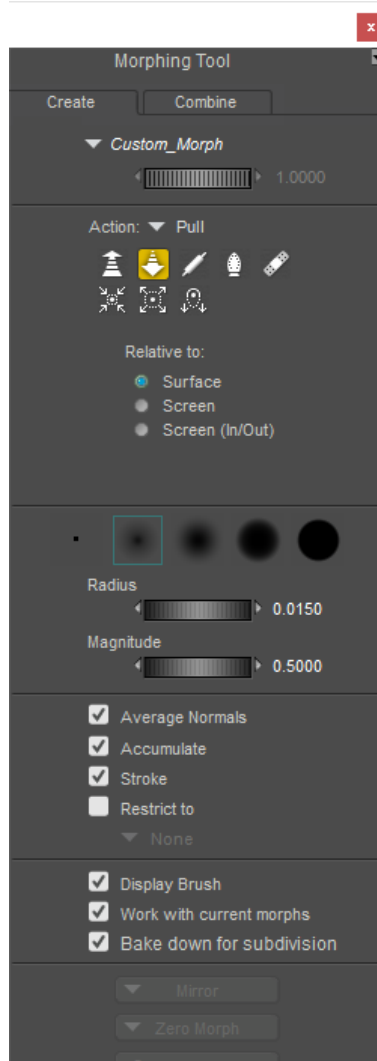 x
Morphing Tool
Create Combine
Custom_Morph
1.0000
Action: Pull
Relative to:
Surface
Screen
Screen (In/Out)
Radius
0.0150
Magnitude
0.5000
Average Normals
Accumulate
Stroke
Restrict to
None
Display Brush
Work with current morphs
Bake down for subdivision
Mirror
Zero Morph